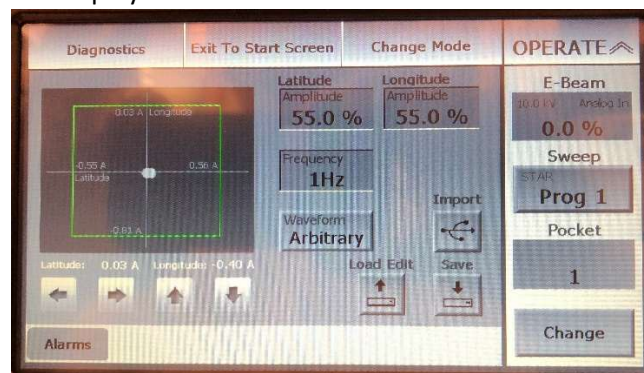 Diagnostics
Exit To Start Screen
Change Mode
OPERATE
Latitude
Amplitude
55.0 %
Longitude
Amplitude
55.0 %
0.03 A Longitude
-0.55 A
Latitude
0.56 A
-0.81 A
Frequency
1Hz
Waveform
Arbitrary
Import
Load Edit
Save
Latitude: 0.03 A Longitude: -0.40 A
Alarms
E-Beam
10.0 kV Analog In
0.0 %
Sweep
STAR
Prog 1
Pocket
1
Change